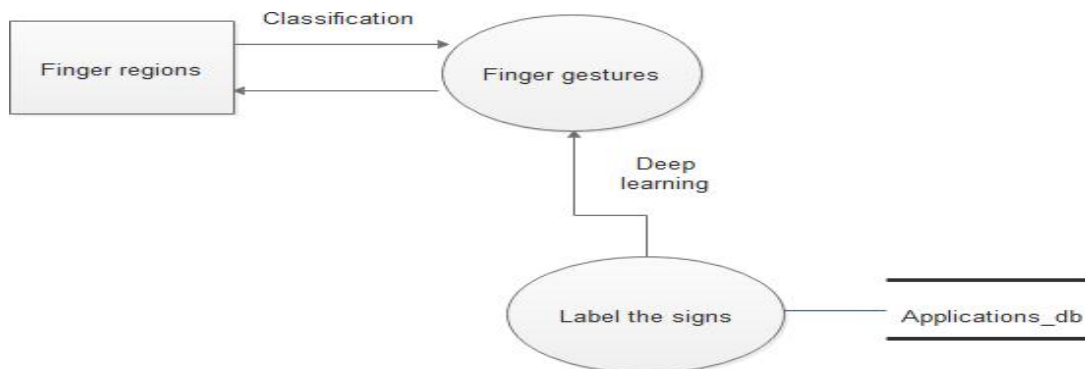 Classification
Finger regions
Finger gestures
Deep
learning
Label the signs
Applications_db